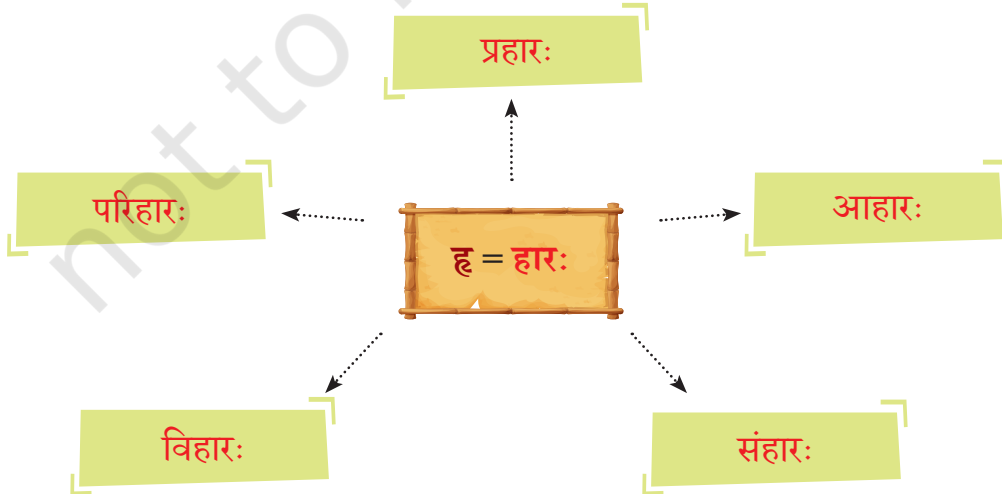 प्रहारः
परिहारः
आहारः
हृ = हारः
विहारः
संहारः
not to